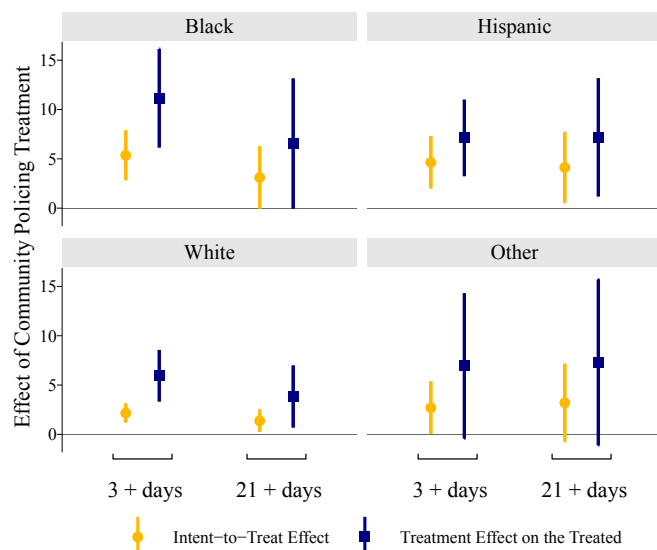 Black
Hispanic
Effect of Community Policing Treatment
15
10
5
0
White
Other
15
10
5
0
3 + days
21 + days
3 + days
21 + days
Intent−to−Treat Effect
Treatment Effect on the Treated